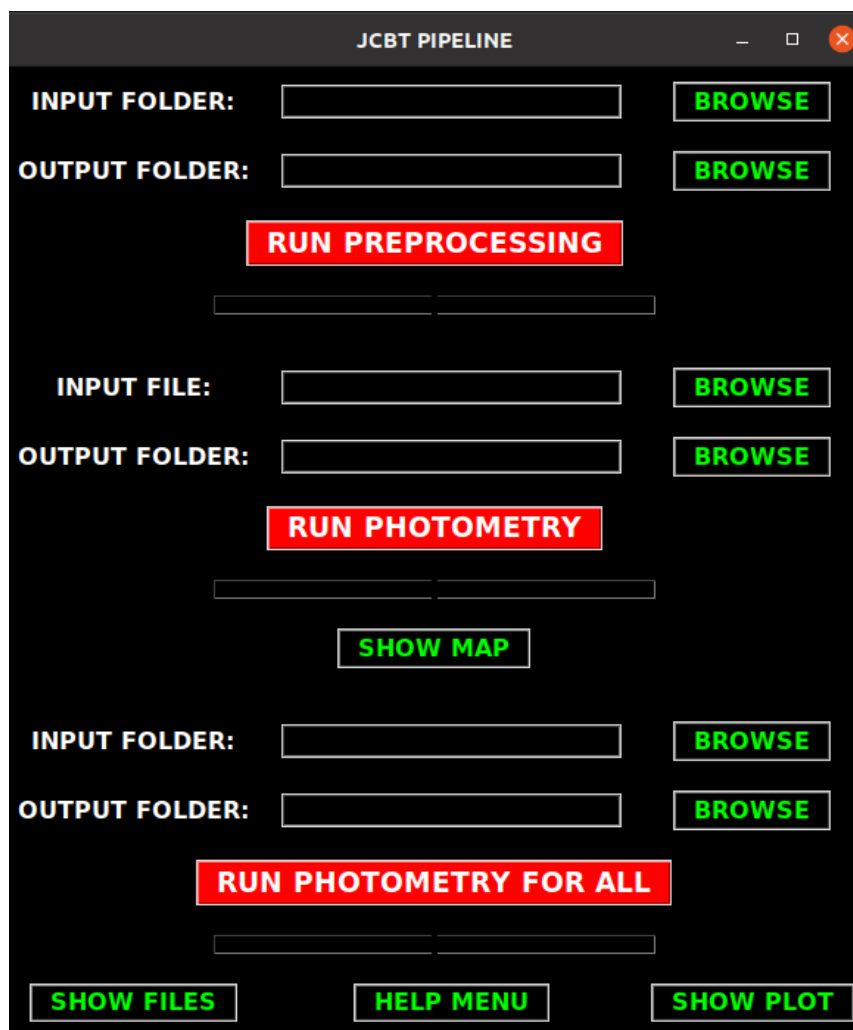 JCBT PIPELINE
INPUT FOLDER: BROWSE
OUTPUT FOLDER: BROWSE
RUN PREPROCESSING
INPUT FILE: BROWSE
OUTPUT FOLDER: BROWSE
RUN PHOTOMETRY
SHOW MAP
INPUT FOLDER: BROWSE
OUTPUT FOLDER: BROWSE
RUN PHOTOMETRY FOR ALL
SHOW FILES HELP MENU SHOW PLOT